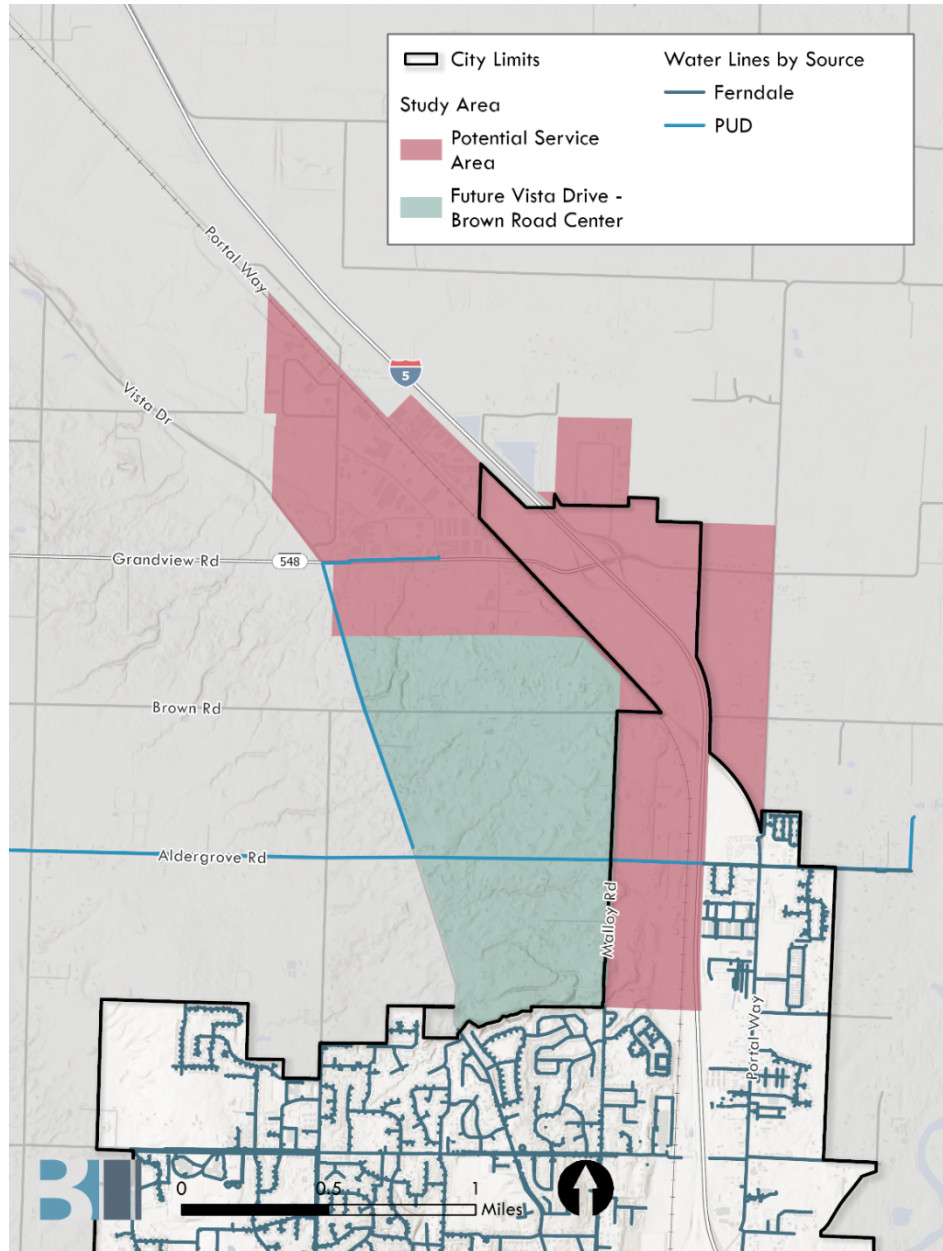 City Limits
Study Area
Potential Service
Area
Future Vista Drive -
Brown Road Center
Water Lines by Source
Ferndale
PUD
Portal Way
5
Vista Dr
Grandview Rd
548
Brown Rd
Aldergrove Rd
Malloy Rd
Portal Way
0 0.5 1
Miles